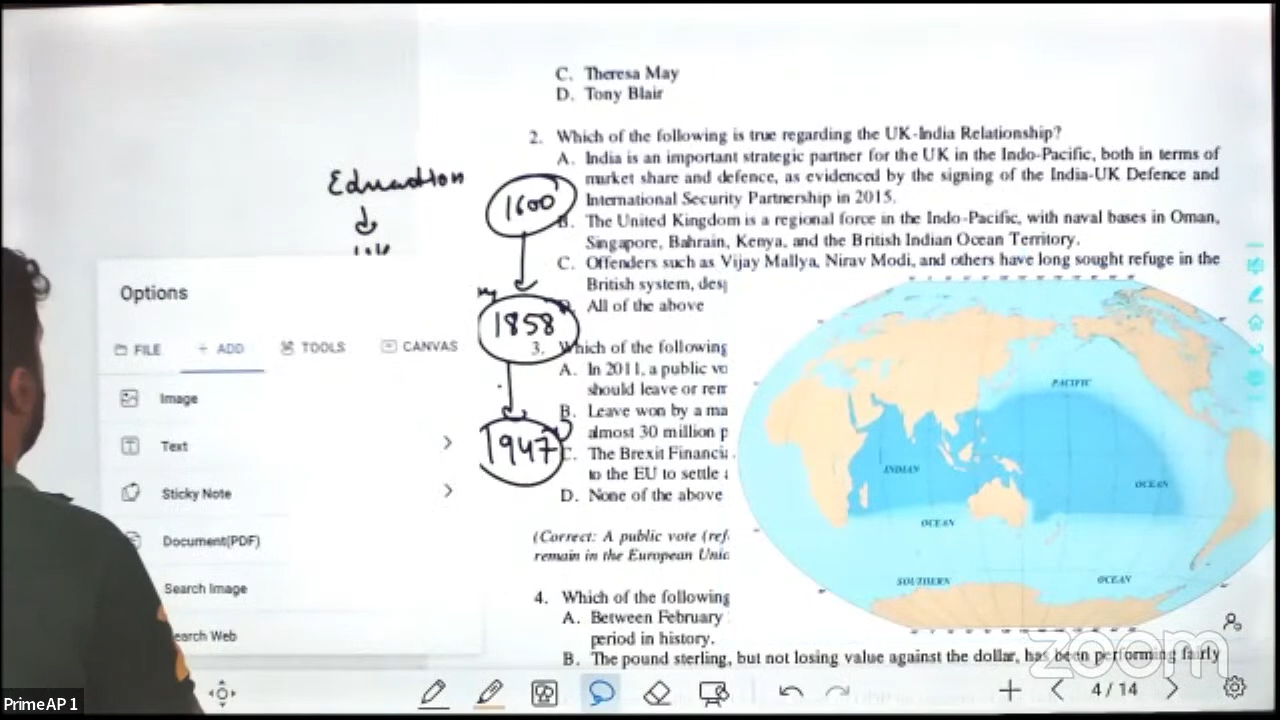 C. Theresa May
D. Tony Blair
2. Which of the following is true regarding the UK-India Relationship?
A. India is an important strategic partner for the UK in the Indo-Pacific, both in terms of
market share and defence, as evidenced by the signing of the India-UK Defence and
International Security Partnership in 2015.
B. The United Kingdom is a regional force in the Indo-Pacific, with naval bases in Oman,
Singapore, Bahrain, Kenya, and the British Indian Ocean Territory.
C. Offenders such as Vijay Mallya, Nirav Modi, and others have long sought refuge in the
British system,
All of the above
3. Which of the following
A. In 2011, a public
should leave or
B. Leave won by a
almost 30 million
C. The Brexit
to the EU to settle
D. None of the above
(Correct: A public vote
remain in the European
4. Which of the following
A. Between February
period in history.
B. The pound sterling, but not losing value against the dollar, has been performing fairly
1600
1858
1947
Options
FILE
+ ADD
TOOLS
CANVAS
Image
Text
Sticky Note
Document(PDF)
Search Image
earch Web
PACIFIC
INDIAN
OCEAN
OCEAN
SOUTHERN
OCEAN
zoom
4 / 14
PrimeAP 1